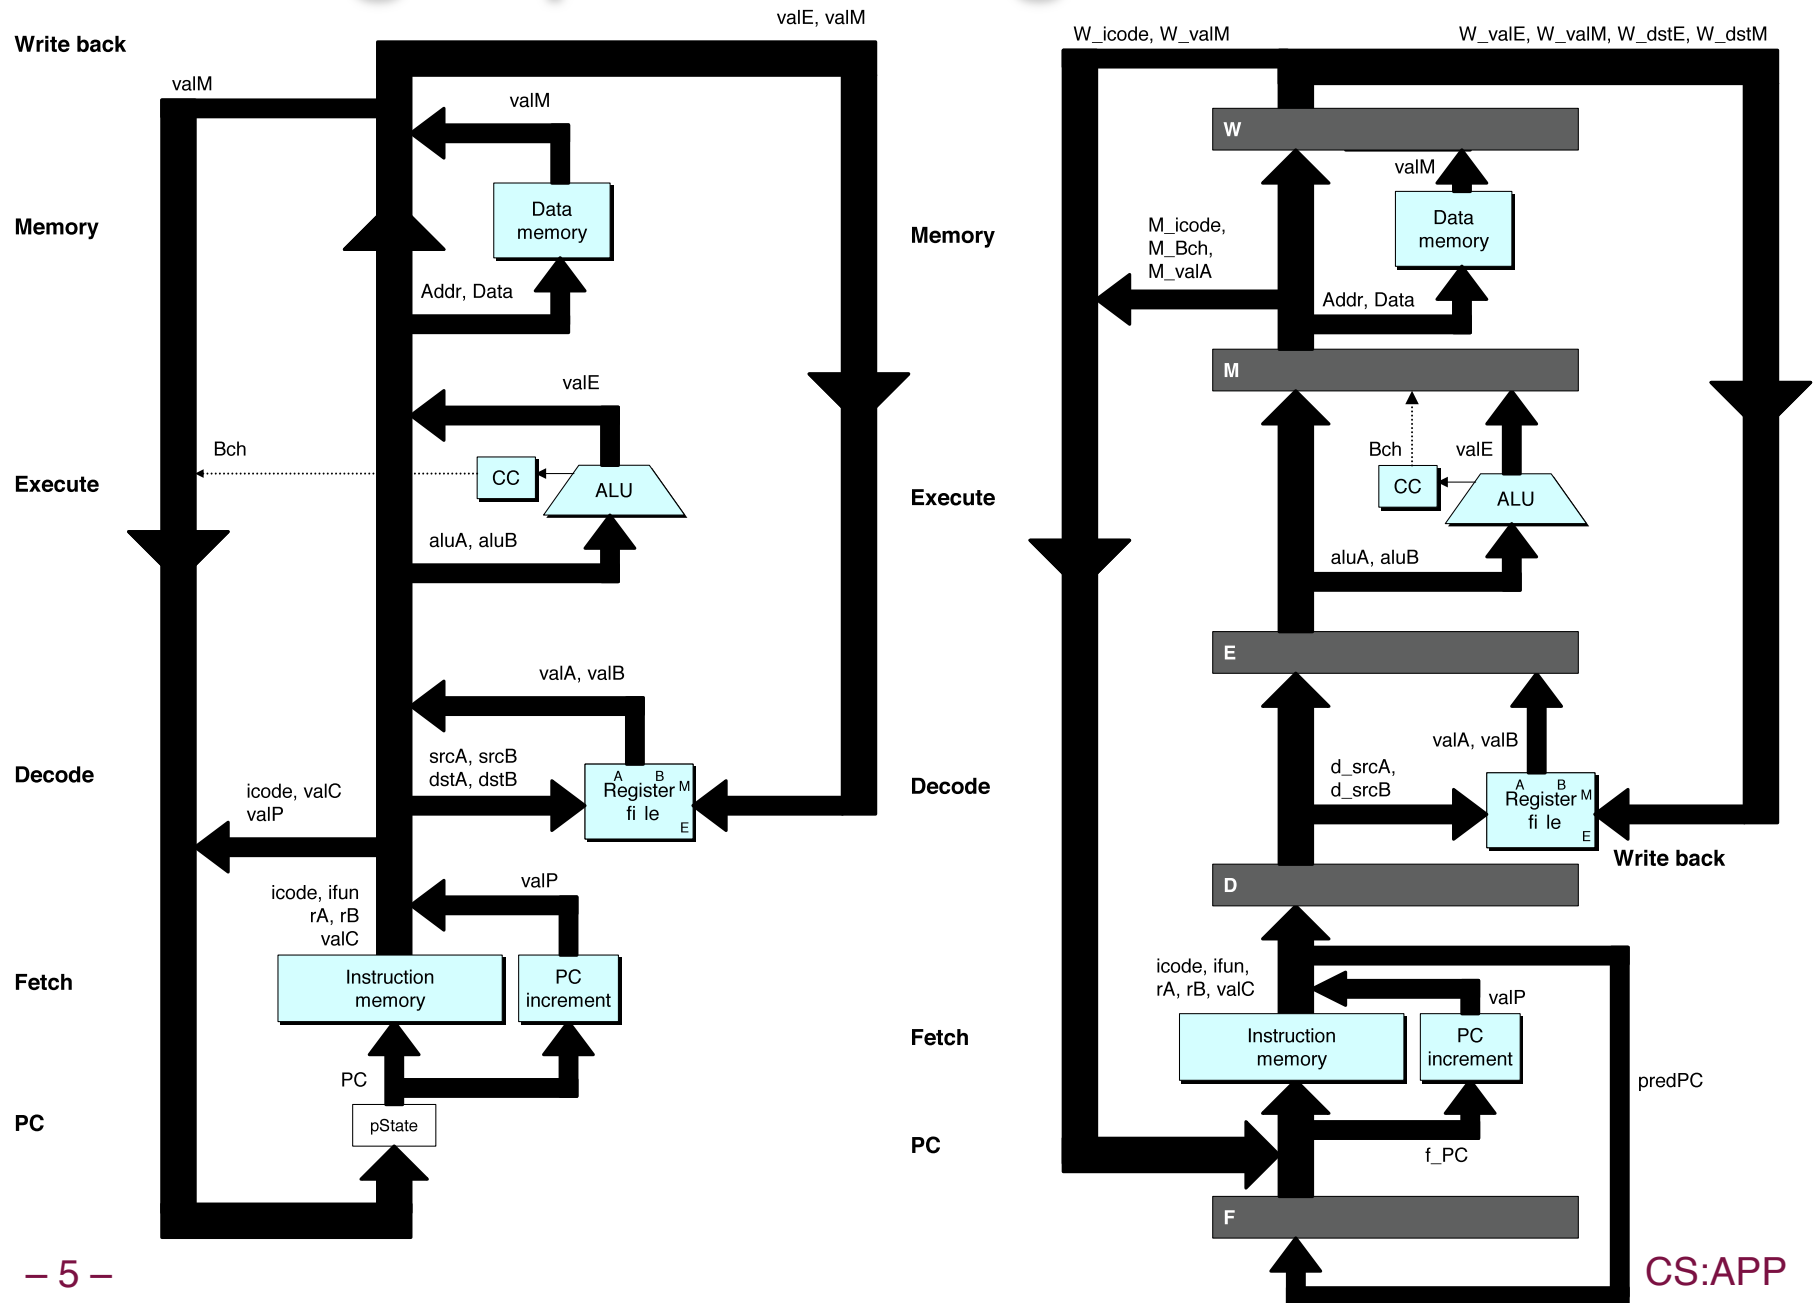 valE, valM
Write back
valM
valM
Data
memory
Memory
Addr, Data
valE
Bch
CC
ALU
Execute
aluA, aluB
valA, valB
srcA, srcB
dstA, dstB
Decode
A B
Register M
fi le
E
icode, valC
valP
valP
icode, ifun
rA, rB
valC
Fetch
Instruction
memory
PC
increment
PC
pState
PC
– 5 –
W_icode, W_valM
W_valE, W_valM, W_dstE, W_dstM
W
valM
Data
memory
Memory
M_icode,
M_Bch,
M_valA
Addr, Data
M
Bch
valE
CC
ALU
Execute
aluA, aluB
E
valA, valB
d_srcA,
d_srcB
Decode
A B
Register M
fi le
E
Write back
D
icode, ifun,
rA, rB, valC
valP
Fetch
Instruction
memory
PC
increment
predPC
PC
f_PC
F
CS:APP